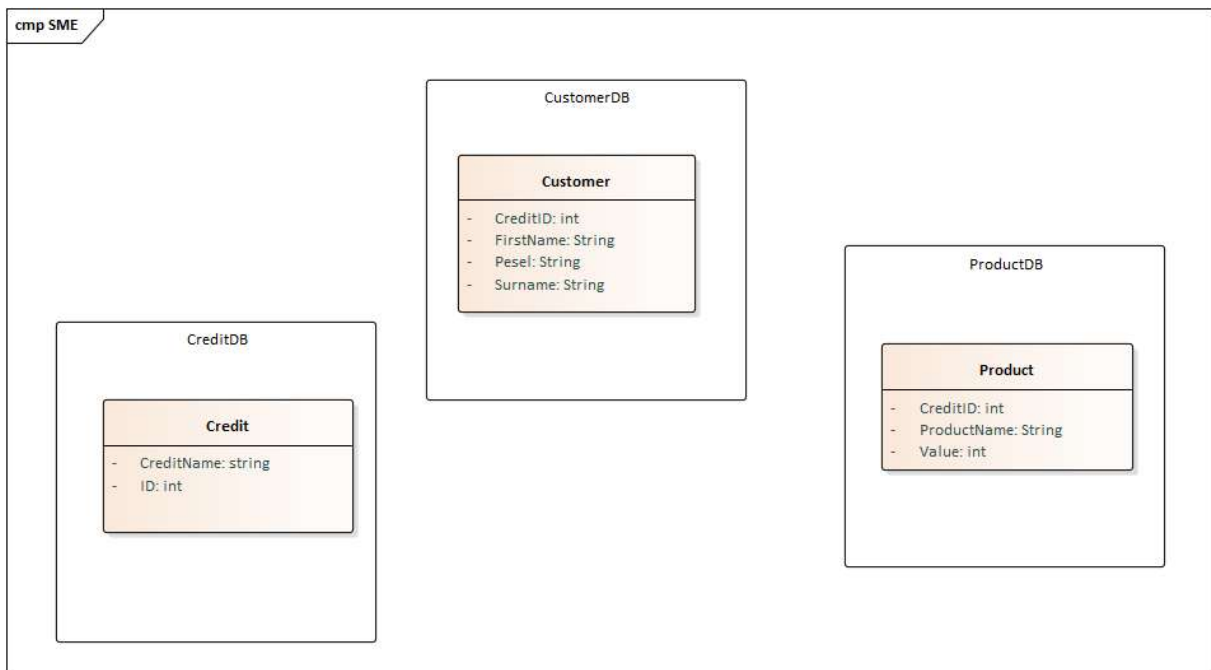 cmp SME
CustomerDB
Customer
- CreditID: int
- FirstName: String
- Pesel: String
- Surname: String
ProductDB
Product
- CreditID: int
- ProductName: String
- Value: int
CreditDB
Credit
- CreditName: string
- ID: int